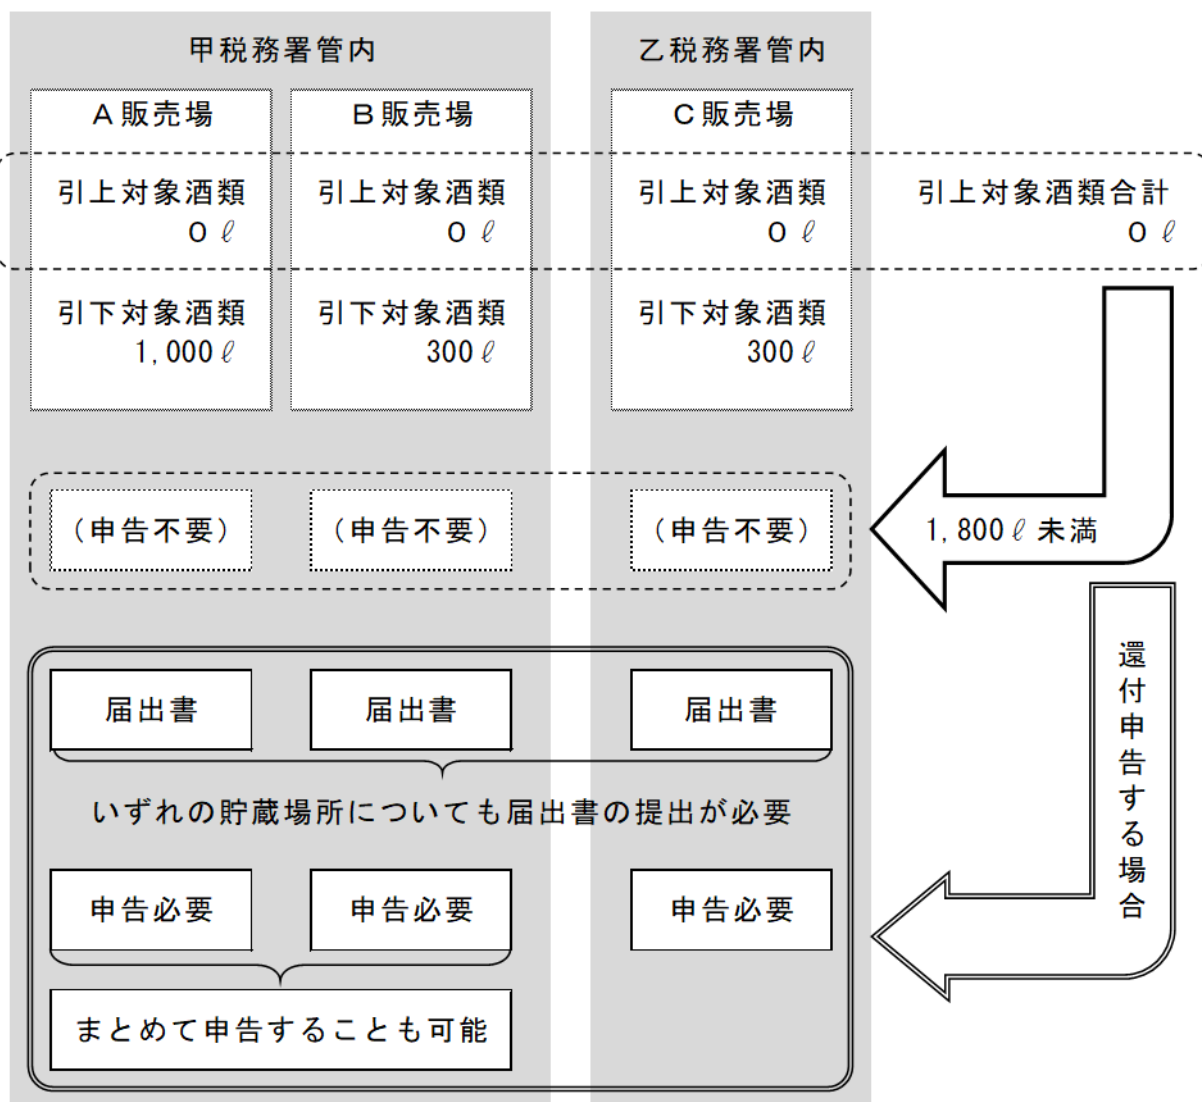 甲税務署管内
乙税務署管内
Ａ販売場
Ｂ販売場
Ｃ販売場
引上対象酒類
０ℓ
引上対象酒類
０ℓ
引上対象酒類
０ℓ
引上対象酒類合計
０ℓ
引下対象酒類
1,000ℓ
引下対象酒類
300ℓ
引下対象酒類
300ℓ
（申告不要）
（申告不要）
（申告不要）
1,800ℓ未満
還付申告する場合
届出書
届出書
届出書
いずれの貯蔵場所についても届出書の提出が必要
申告必要
申告必要
申告必要
まとめて申告することも可能